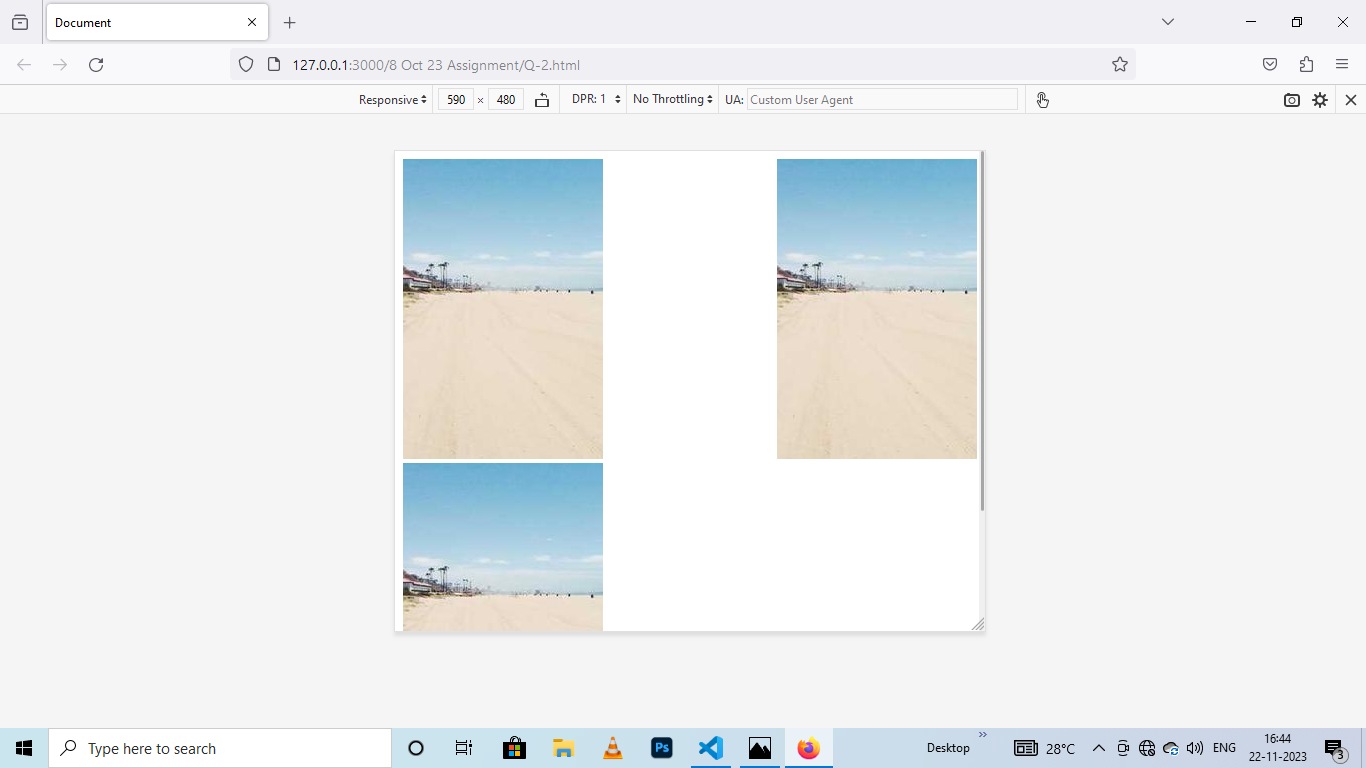 Document
127.0.0.1:3000/8 Oct 23 Assignment/Q-2.html
Responsive 590 × 480 DPR: 1 No Throttling UA: Custom User Agent
Type here to search Ps Desktop 28°C ENG 16:44
22-11-2023 3